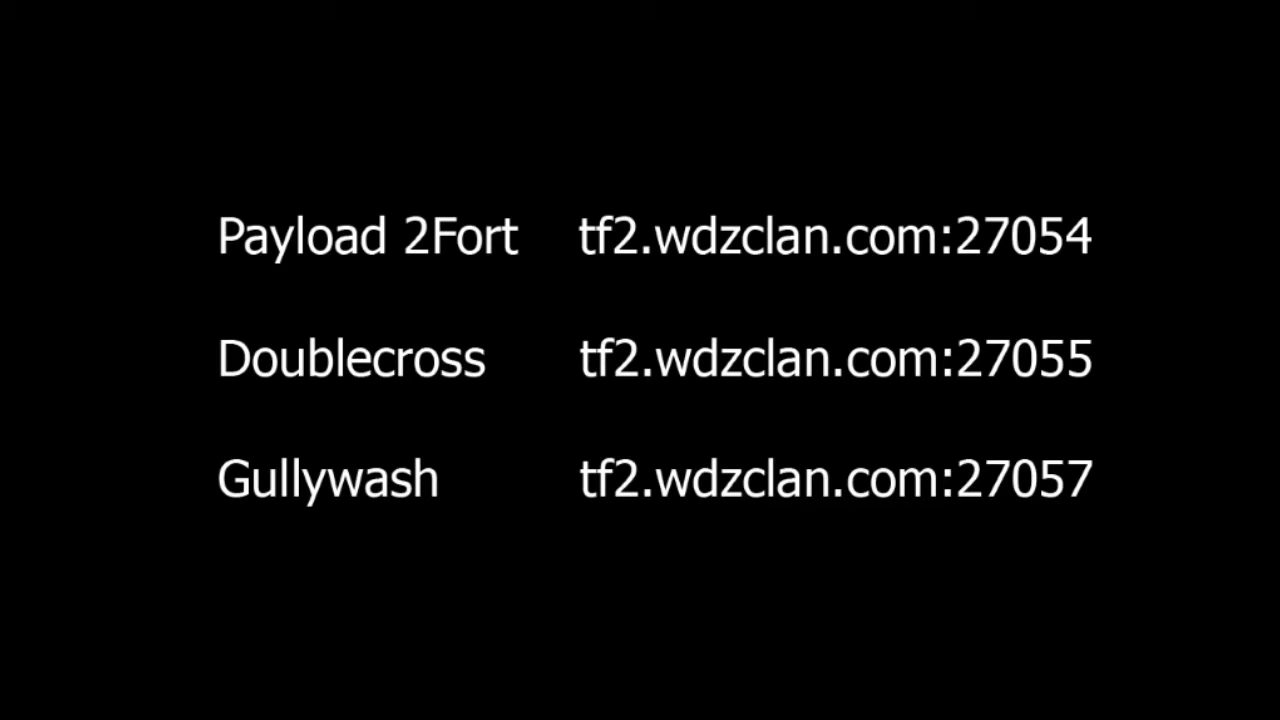 Payload 2Fort tf2.wdzclan.com:27054
Doublecross tf2.wdzclan.com:27055
Gullywash tf2.wdzclan.com:27057